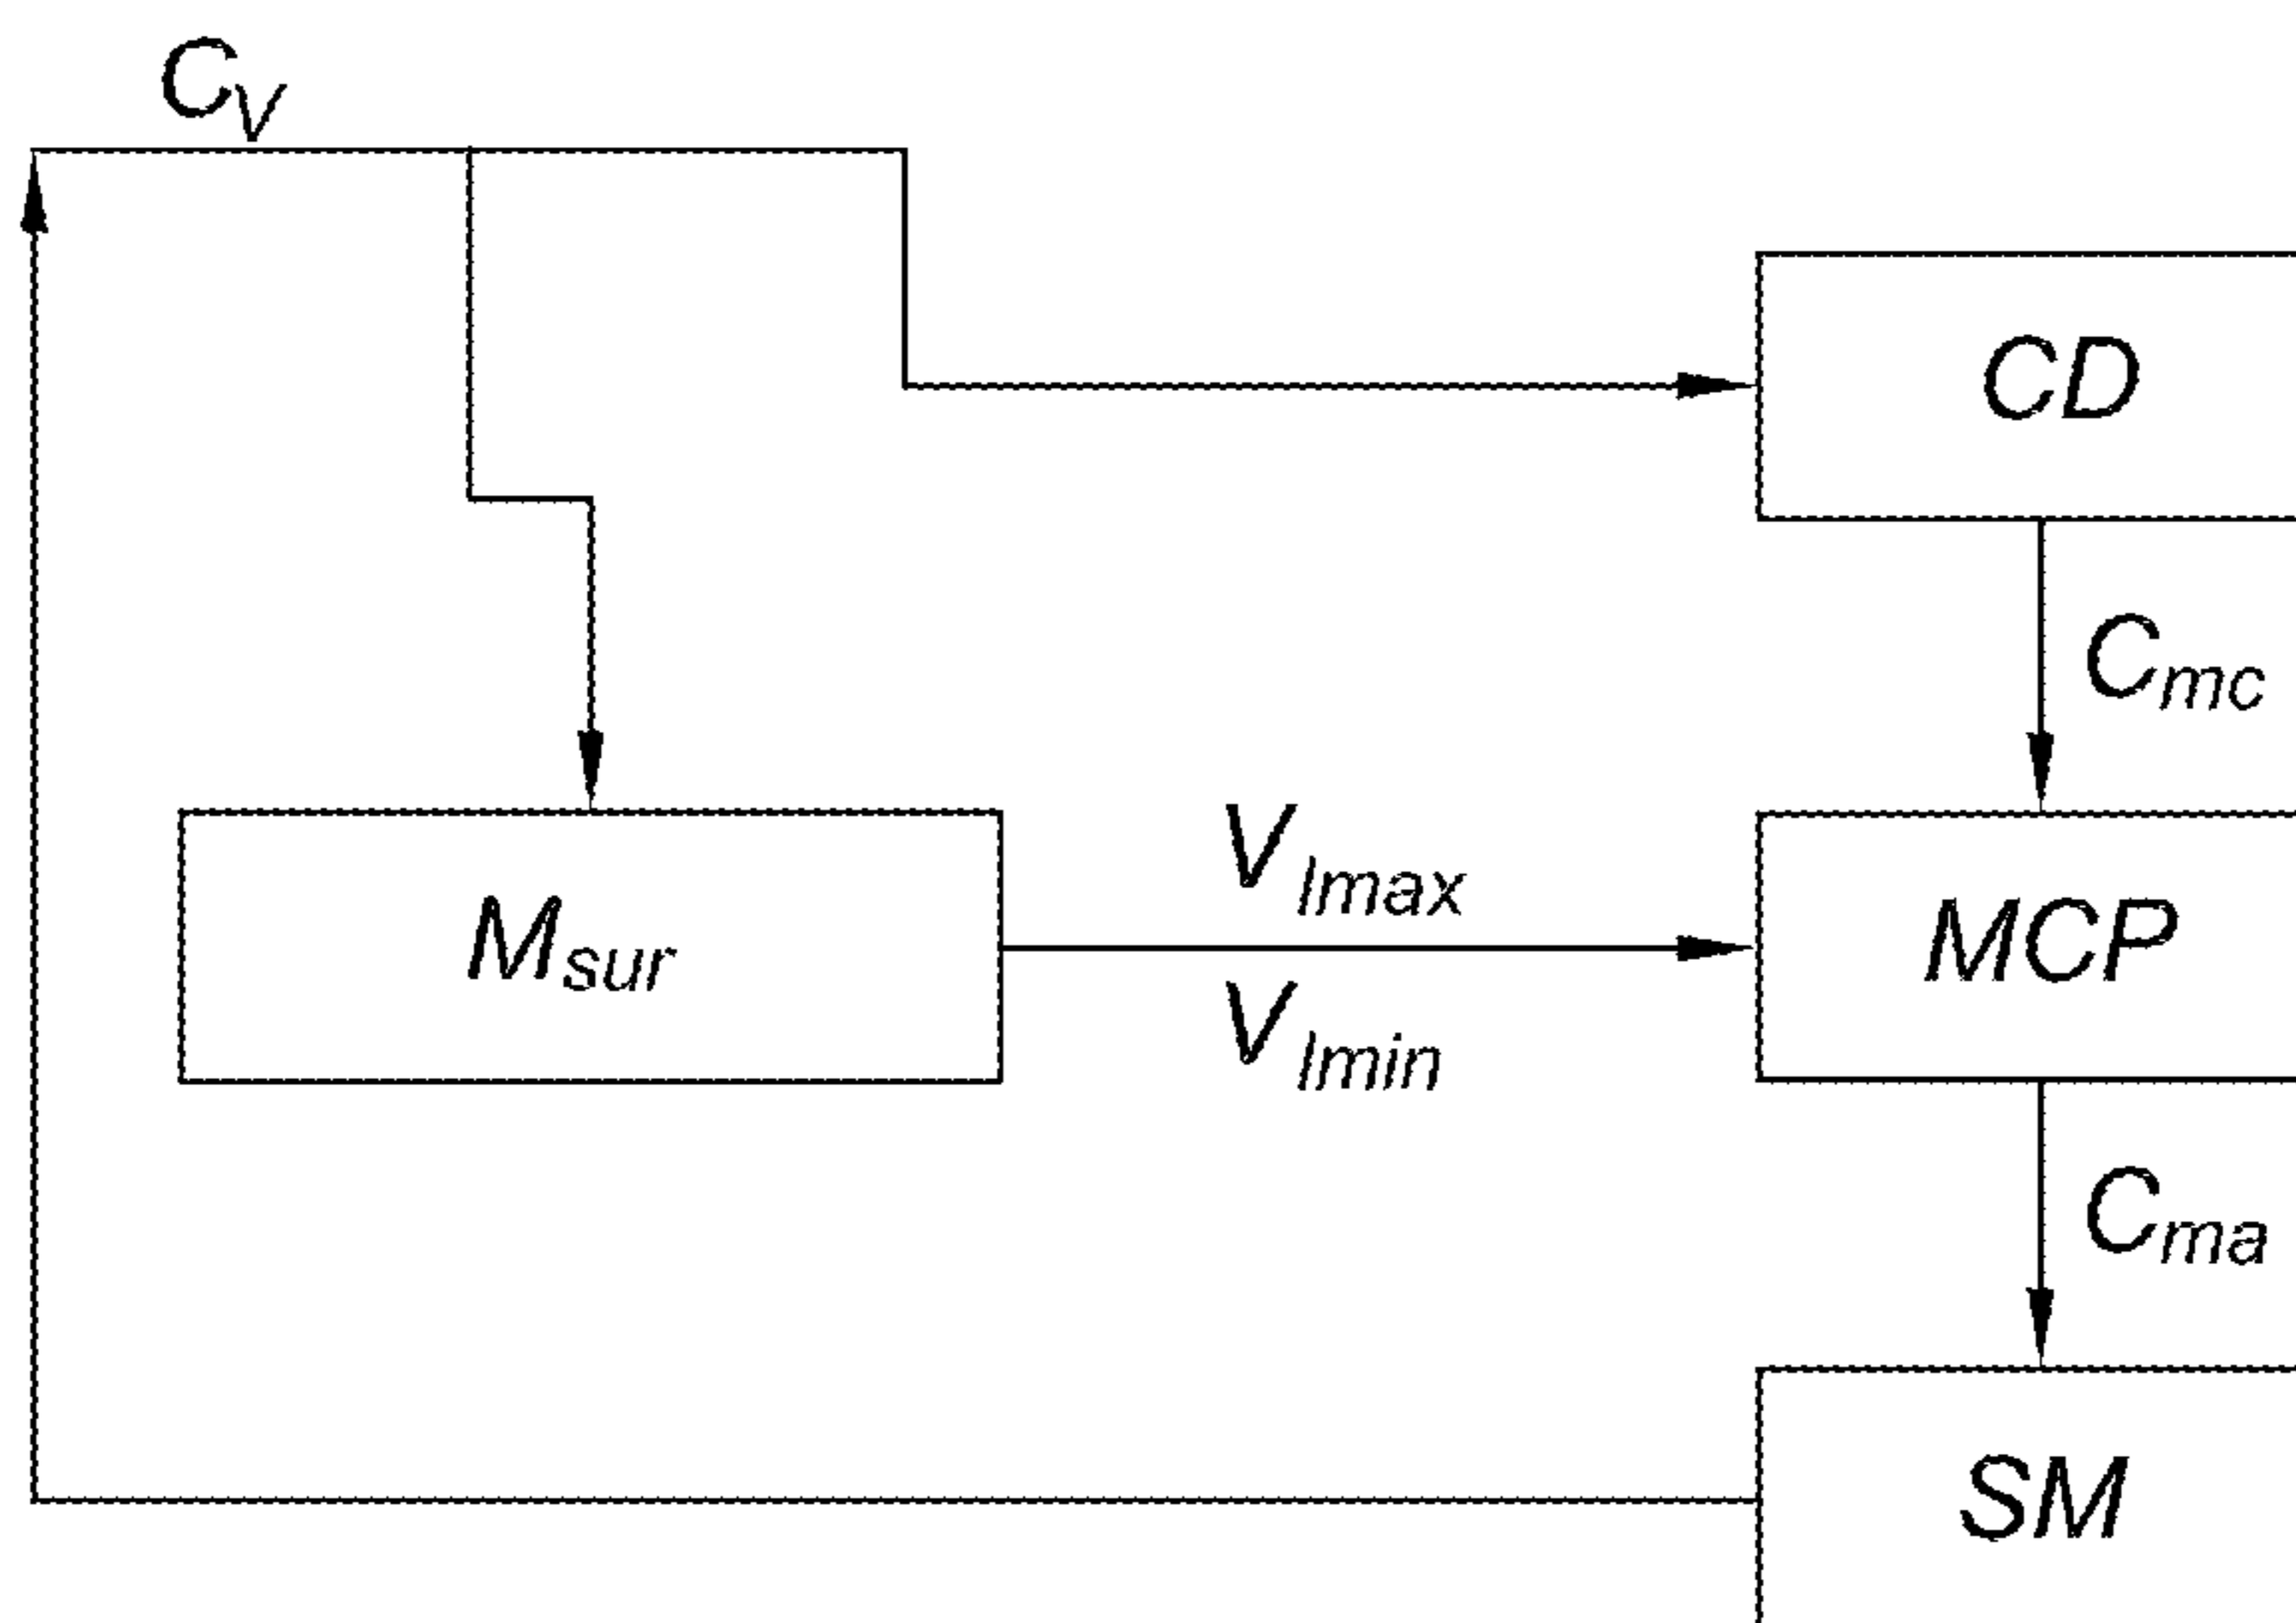 C_V
CD
C_mc
V_lmax
M_sur
MCP
V_lmin
C_ma
SM